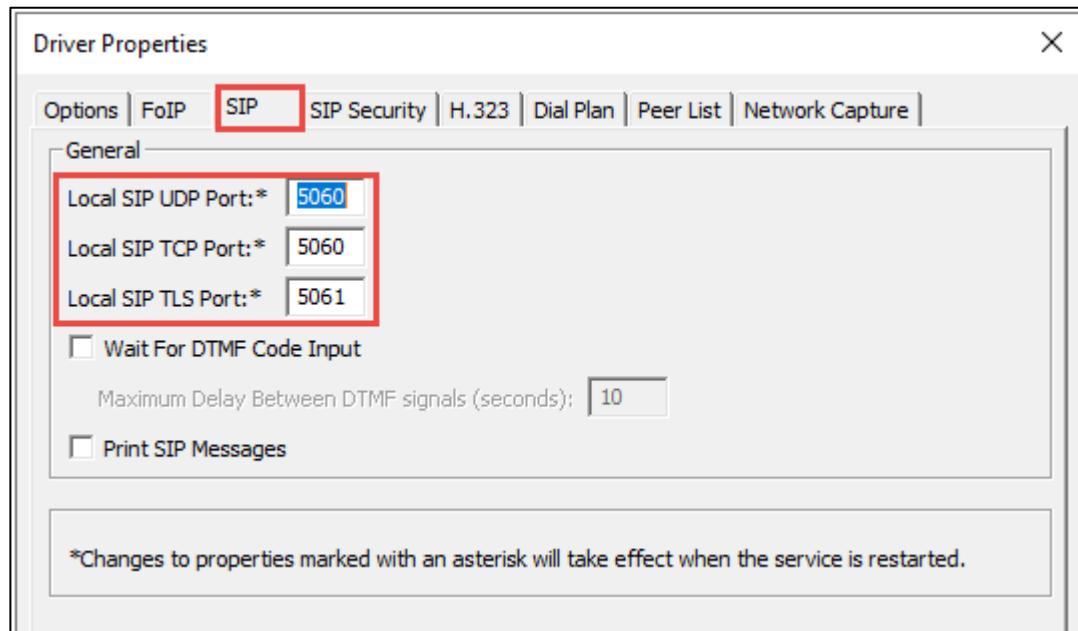 Driver Properties
Options FoIP SIP SIP Security H.323 Dial Plan Peer List Network Capture
General
Local SIP UDP Port:* 5060
Local SIP TCP Port:* 5060
Local SIP TLS Port:* 5061
Wait For DTMF Code Input
Maximum Delay Between DTMF signals (seconds): 10
Print SIP Messages
*Changes to properties marked with an asterisk will take effect when the service is restarted.